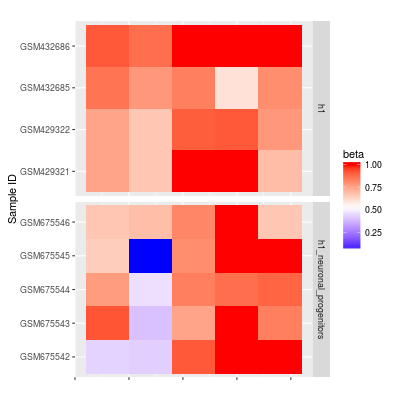 GSM432686
GSM432685
GSM429322
GSM429321
h1
GSM675546
GSM675545
GSM675544
GSM675543
GSM675542
h1_neuronal_progenitors
Sample ID
beta
1.00
0.75
0.50
0.25